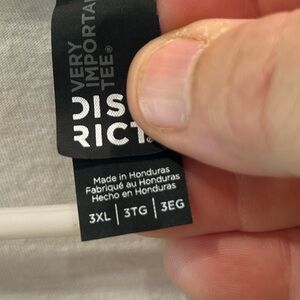 VERY
IMPORTA
TEE®
DIS
RICT
Made in Honduras
Fabriqué au Honduras
Hecho en Honduras
3XL | 3TG | 3EG